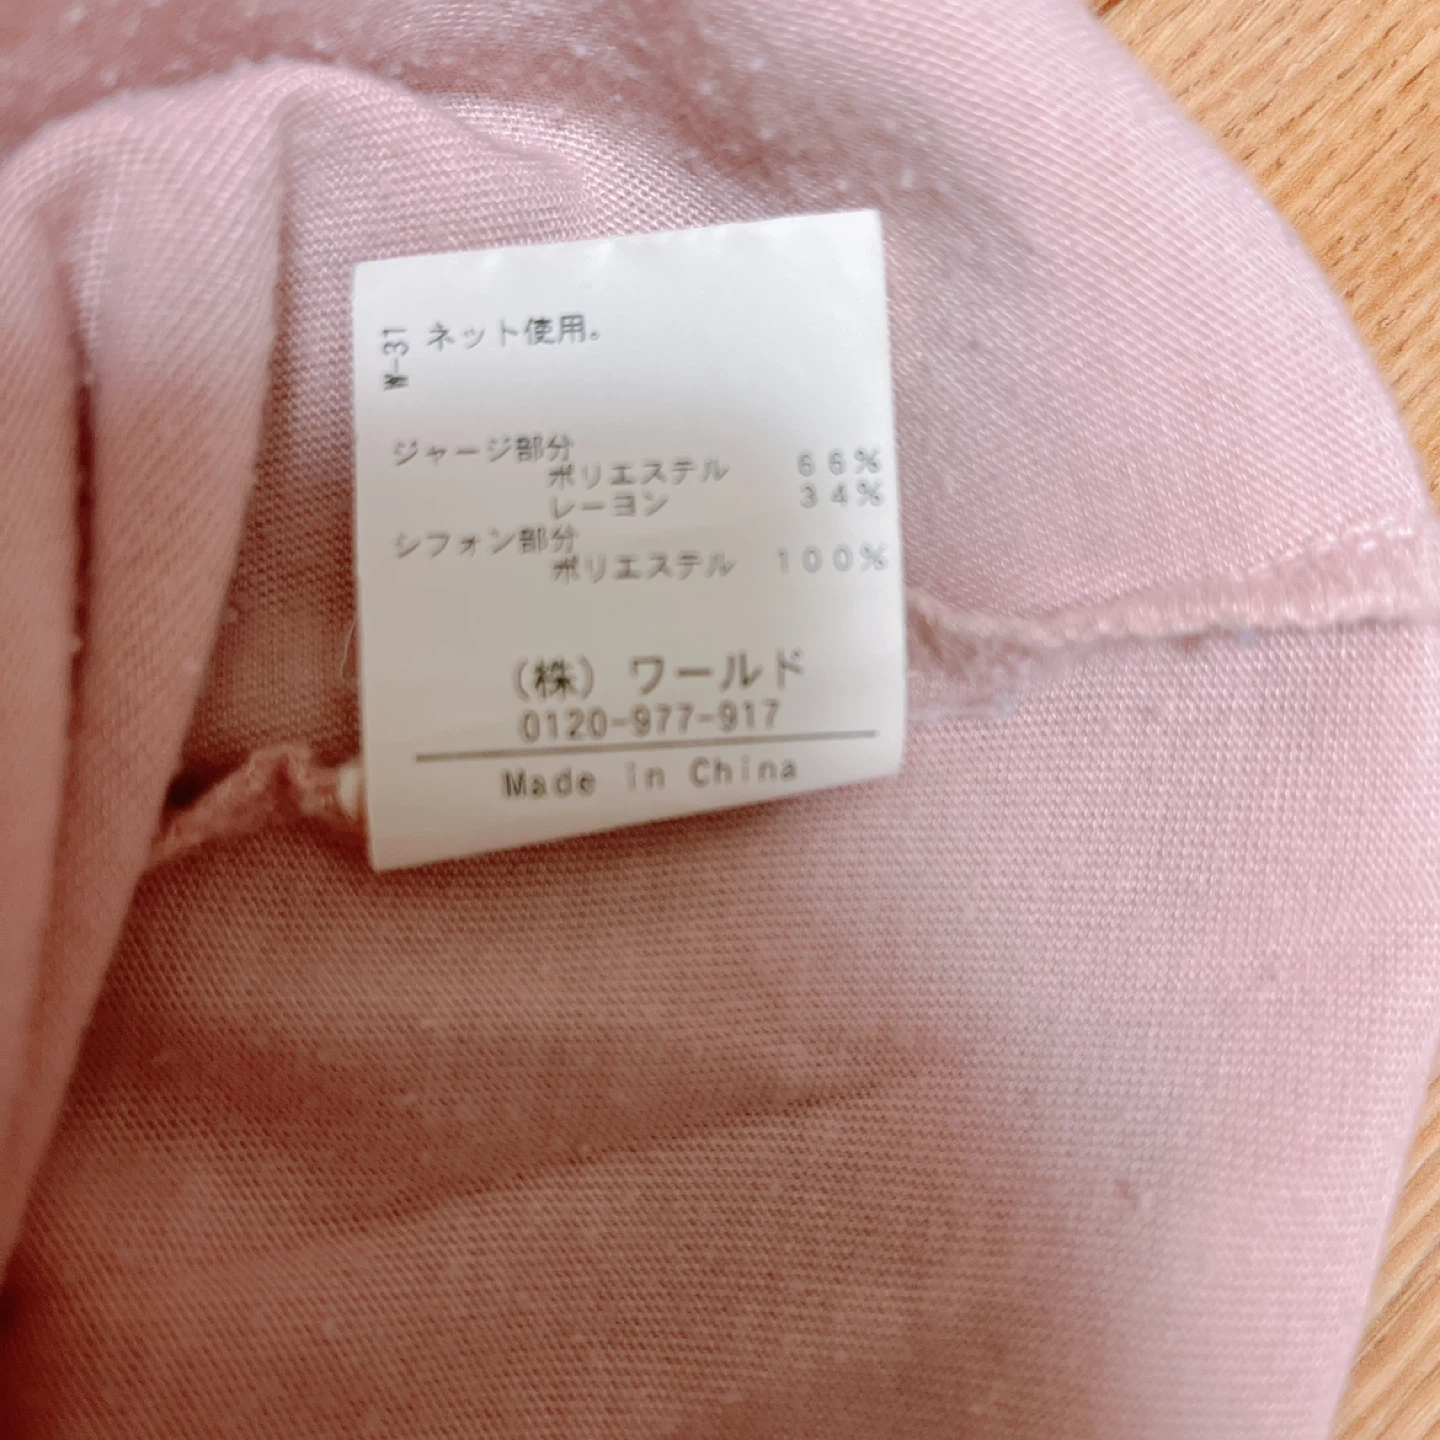 W-31 ネット使用。
ジャージ部分
ポリエステル 66%
レーヨン 34%
シフォン部分
ポリエステル 100%
(株) ワールド
0120-977-917
Made in China